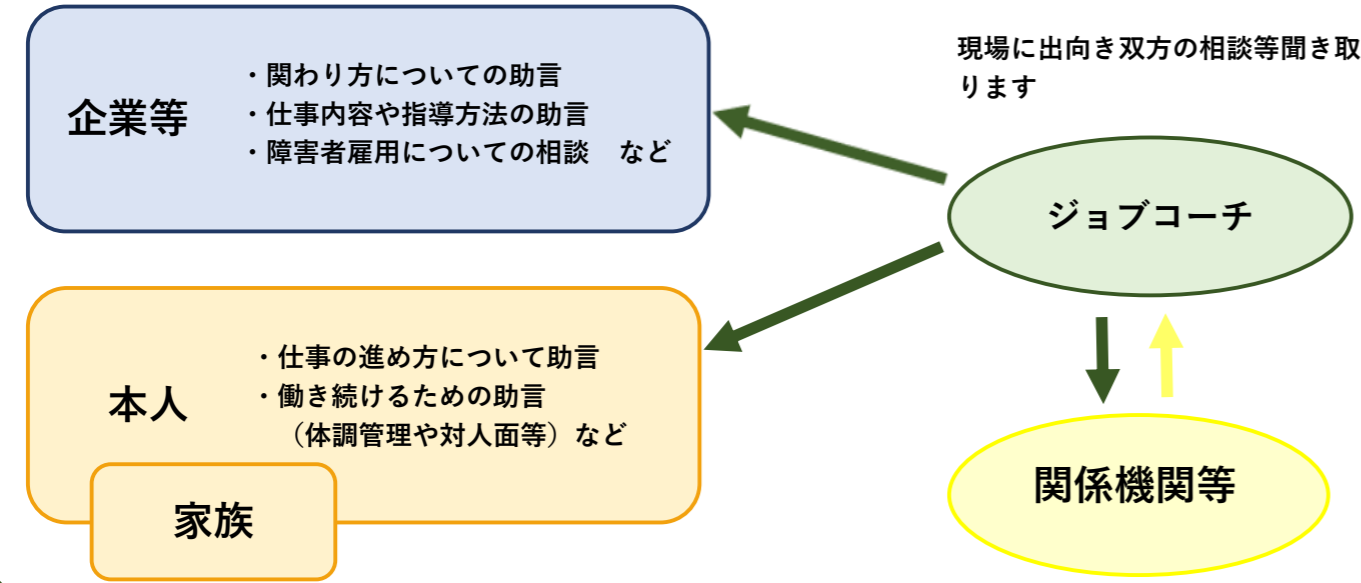 企業等
・関わり方についての助言
・仕事内容や指導方法の助言
・障害者雇用についての相談　など
現場に出向き双方の相談等聞き取
ります
ジョブコーチ
本人
・仕事の進め方について助言
・働き続けるための助言
（体調管理や対人面等）など
家族
関係機関等